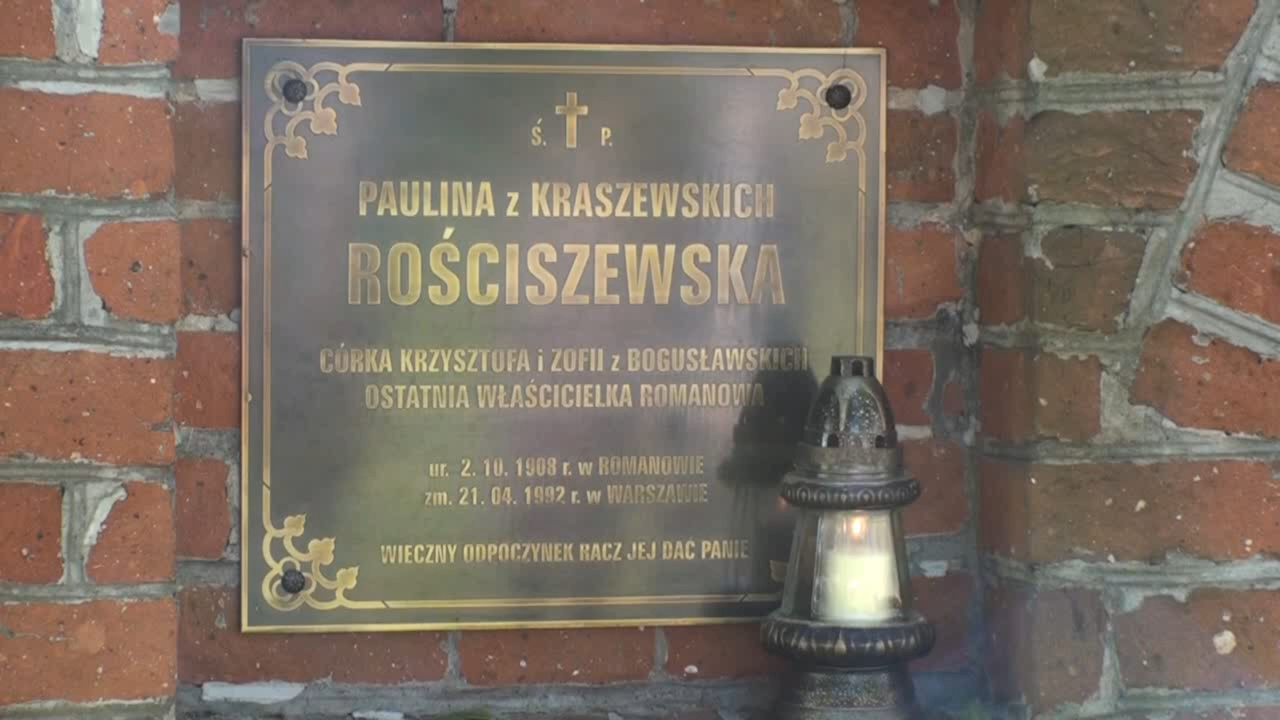 Ś. P.
PAULINA z KRASZEWSKICH
ROŚCISZEWSKA
CÓRKA KRZYSZTOFA i ZOFII z BOGUSŁAWSKICH
OSTATNIA WŁAŚCICIELKA ROMANOWA
ur. 2. 10. 1908 r. w ROMANOWIE
zm. 21. 04. 1992 r. w WARSZAWIE
WIECZNY ODPOCZYNEK RACZ JEJ DAĆ PANIE